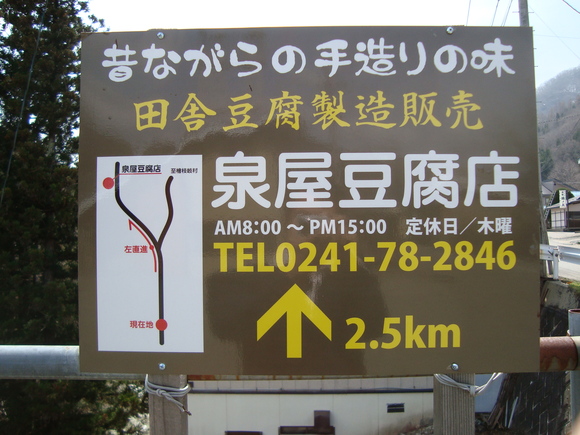 昔ながらの手造りの味
田舎豆腐製造販売
泉屋豆腐店
AM8:00 ～ PM15:00 定休日／木曜
TEL0241-78-2846
2.5km
泉屋豆腐店
至檜枝岐村
左直進
現在地